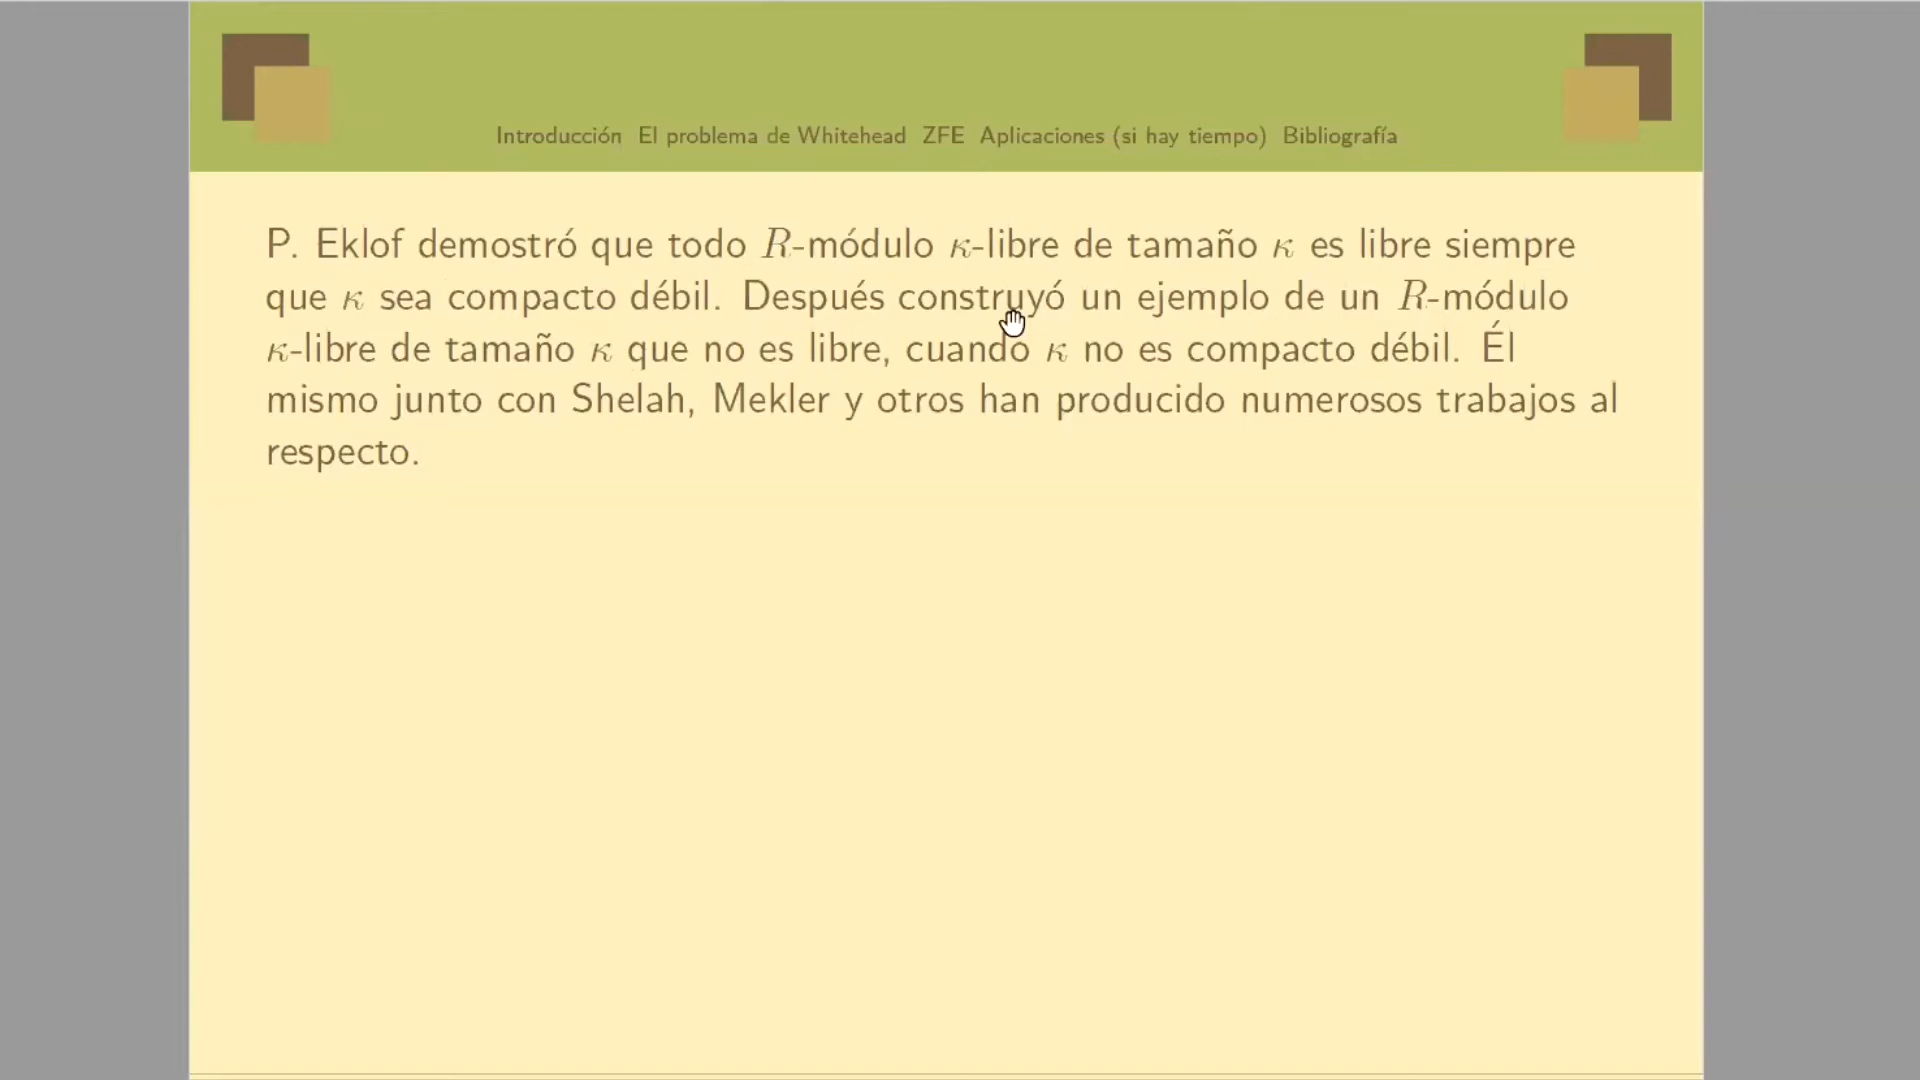 Introducción El problema de Whitehead ZFE Aplicaciones (si hay tiempo) Bibliografía
P. Eklof demostró que todo R-módulo κ-libre de tamaño κ es libre siempre
que κ sea compacto débil. Después construyó un ejemplo de un R-módulo
κ-libre de tamaño κ que no es libre, cuando κ no es compacto débil. Él
mismo junto con Shelah, Mekler y otros han producido numerosos trabajos al
respecto.